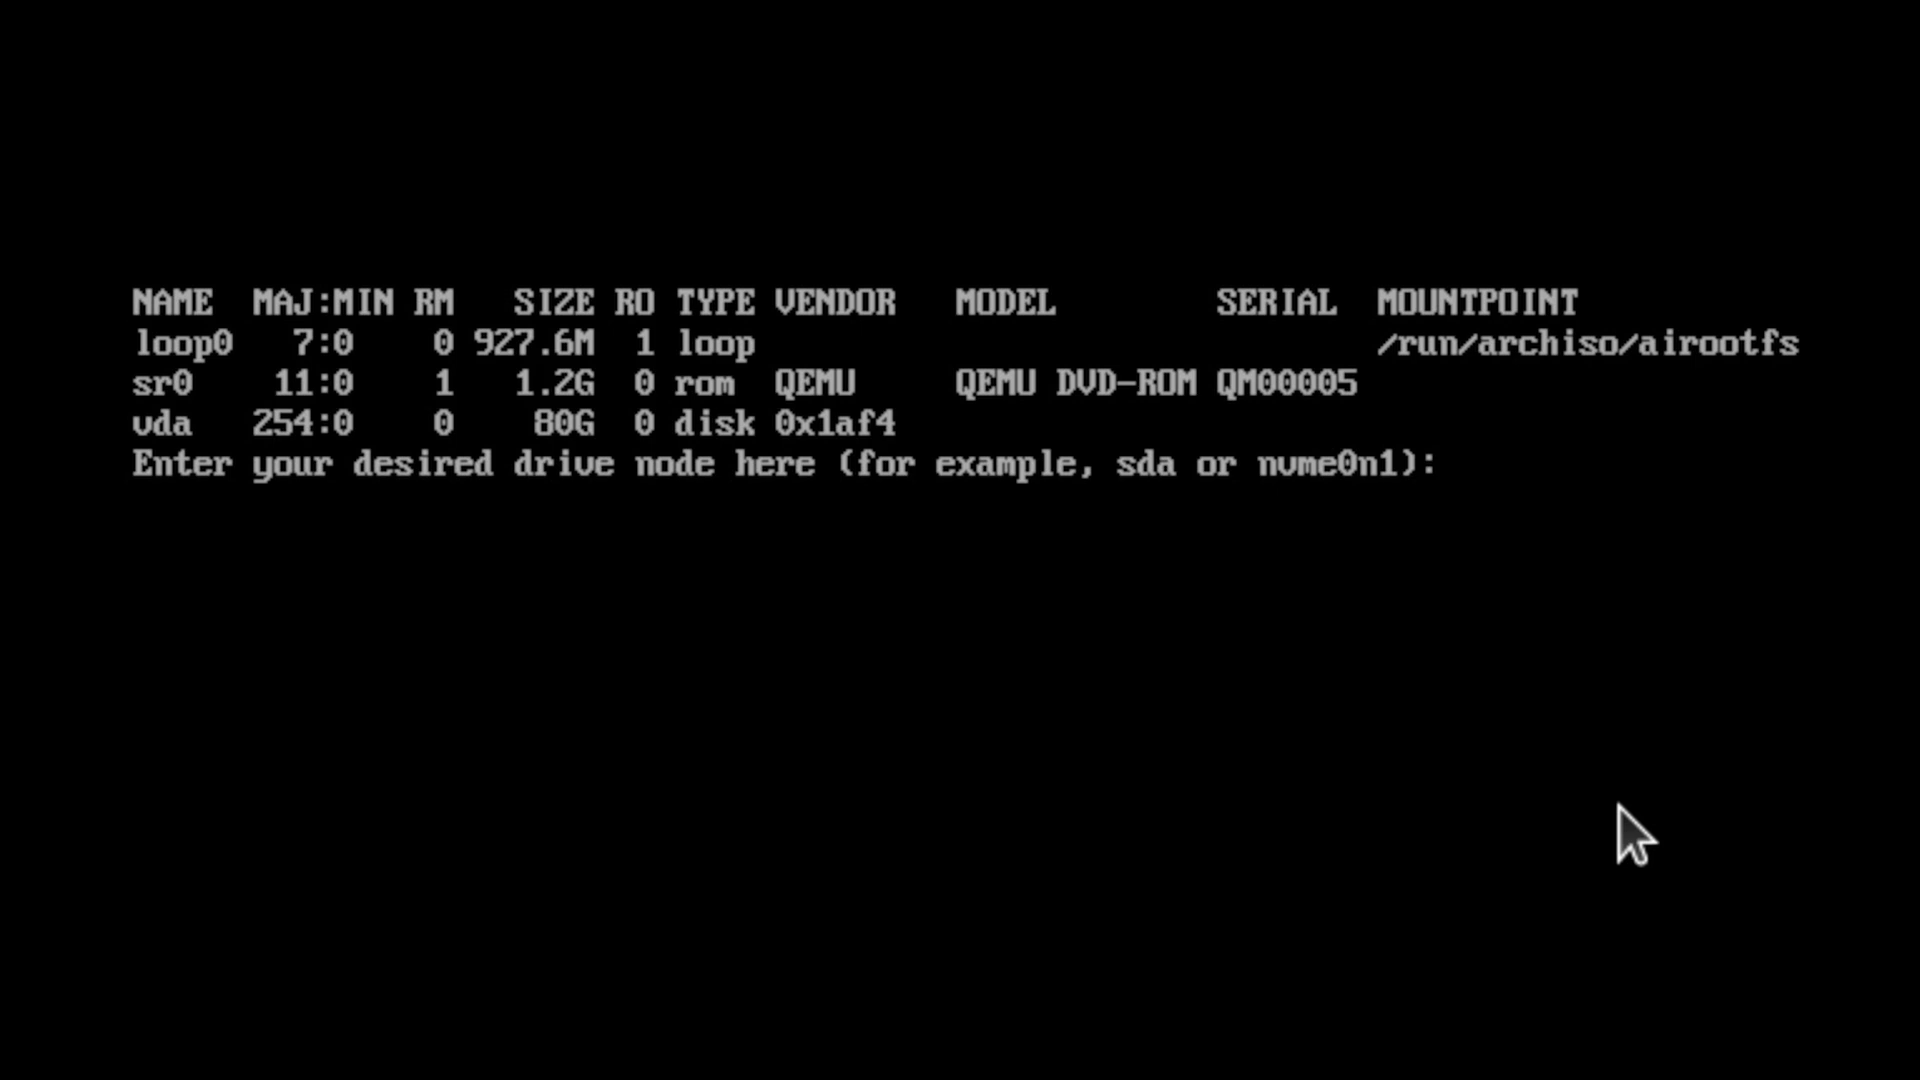 NAME MAJ:MIN RM SIZE RO TYPE VENDOR MODEL SERIAL MOUNTPOINT
loop0 7:0 0 927.6M 1 loop /run/archiso/airootfs
sr0 11:0 1 1.2G 0 rom QEMU QEMU DVD-ROM QM00005
vda 254:0 0 80G 0 disk 0x1af4
Enter your desired drive node here (for example, sda or nvme0n1):